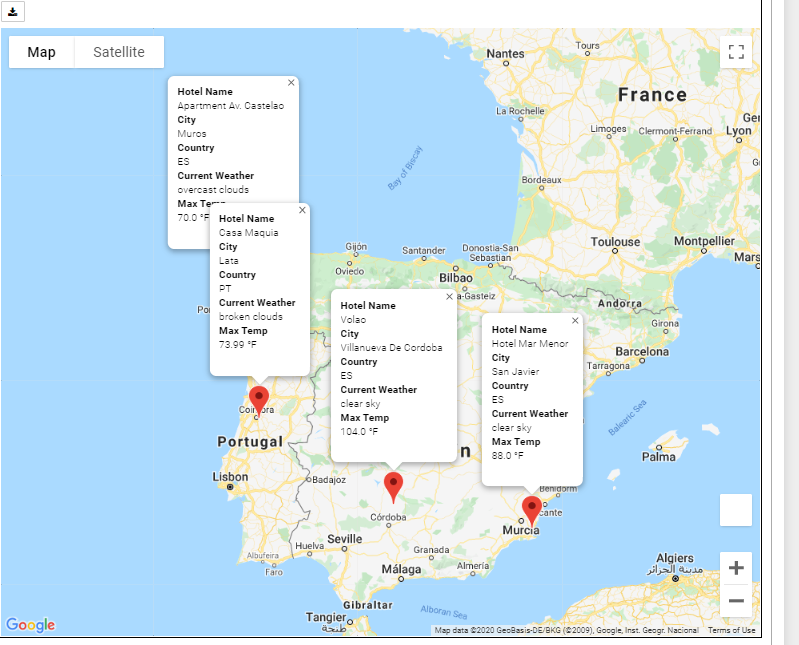 Map
Satellite
Hotel Name
Apartment Av. Castelao
City
Muros
Country
ES
Current Weather
overcast clouds
Max Temp
70.0 °F
Hotel Name
Casa Maquia
City
Lata
Country
PT
Current Weather
broken clouds
Max Temp
73.99 °F
Hotel Name
Volao
City
Villanueva De Cordoba
Country
ES
Current Weather
clear sky
Max Temp
104.0 °F
Hotel Name
Hotel Mar Menor
City
San Javier
Country
ES
Current Weather
clear sky
Max Temp
88.0 °F
Nantes
Tours
France
La Rochelle
Limoges
Clermont-Ferrand
Lyon
Bay of Biscay
Bordeaux
Toulouse
Montpellier
Mars
Gijón
Oviedo
Santander
Donostia-San
Sebastian
Bilbao
a-Gasteiz
Andorra
Girona
Barcelona
Tarragona
Balearic Sea
Palma
Po
Coimbra
Portugal
Lisbon
Badajoz
n
Córdoba
Benidorm
cante
Murcia
Huelva
Seville
Granada
Albufeira
Faro
Málaga
Almería
Algiers
مدينة الجزائر
Gibraltar
Alboran Sea
Tangier
طنجة
Google
Map data ©2020 GeoBasis-DE/BKG (©2009), Google, Inst. Geogr. Nacional
Terms of Use